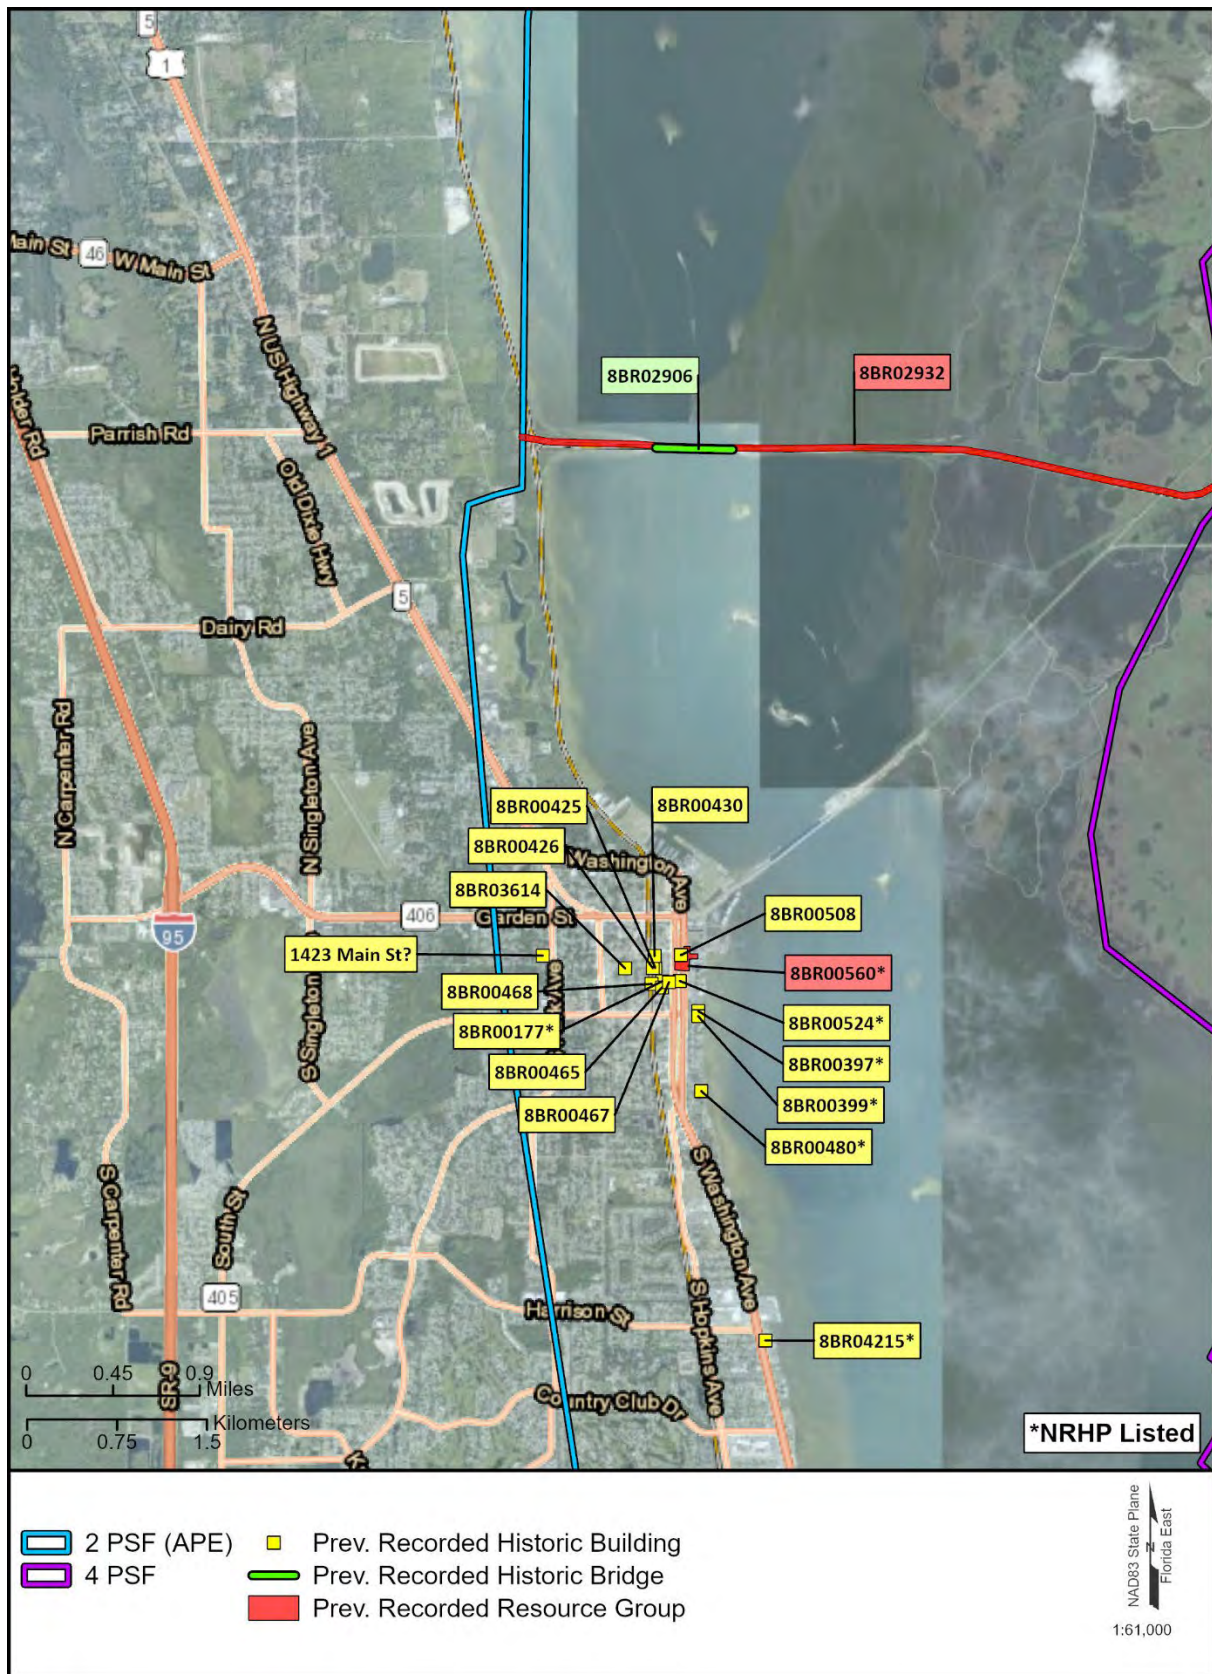 5
1
Main St
46
W Main St
N US Highway 1
8BR02906
8BR02932
Holder Rd
Parrish Rd
Old Dixie Hwy
5
Dairy Rd
N Carpenter Rd
N Singleton Ave
8BR00425
8BR00430
8BR00426
Washington Ave
8BR03614
406
Garden St
8BR00508
95
1423 Main St?
8BR00560*
8BR00468
Ave
8BR00177*
8BR00524*
S Singleton
8BR00465
8BR00397*
8BR00467
8BR00399*
8BR00480*
S Carpenter Rd
South St
S Washington Ave
405
Harrison St
S Hopkins Ave
8BR04215*
0 0.45 0.9
Miles
SR 9
Country Club Dr
Kilometers
0 0.75 1.5
K
*NRHP Listed
2 PSF (APE)
4 PSF
Prev. Recorded Historic Building
Prev. Recorded Historic Bridge
Prev. Recorded Resource Group
NAD83 State Plane
Florida East
N
1:61,000